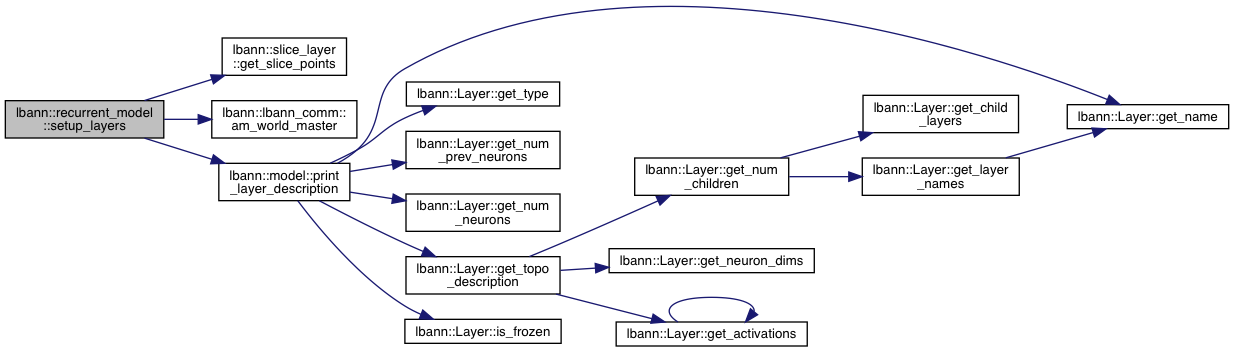 lbann::recurrent_model
::setup_layers
lbann::slice_layer
::get_slice_points
lbann::lbann_comm::
am_world_master
lbann::model::print
_layer_description
lbann::Layer::get_type
lbann::Layer::get_num
_prev_neurons
lbann::Layer::get_num
_neurons
lbann::Layer::get_topo
_description
lbann::Layer::is_frozen
lbann::Layer::get_num
_children
lbann::Layer::get_neuron_dims
lbann::Layer::get_activations
lbann::Layer::get_child
_layers
lbann::Layer::get_layer
_names
lbann::Layer::get_name